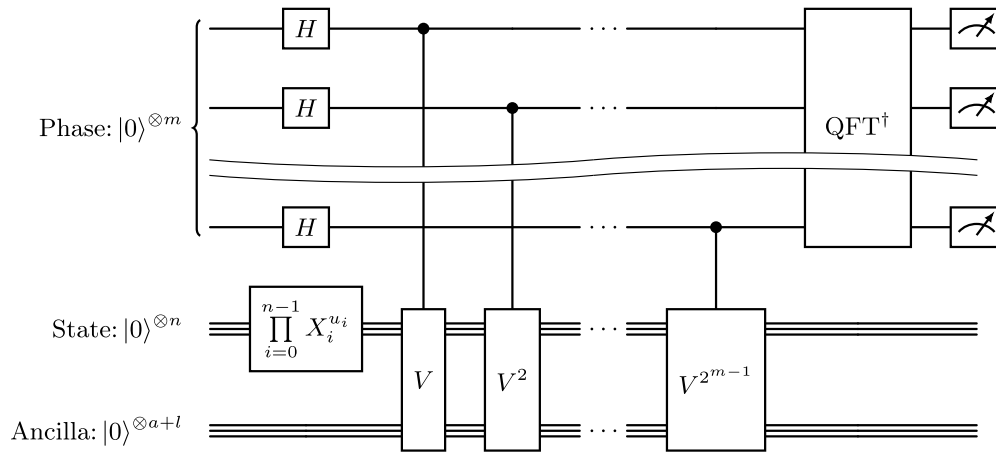 H
H
Phase: |0⟩^{⊗m}
QFT†
H
State: |0⟩^{⊗n}
∏_{i=0}^{n−1} X_i^{u_i}
V
V^2
V^{2^{m−1}}
Ancilla: |0⟩^{⊗a+l}